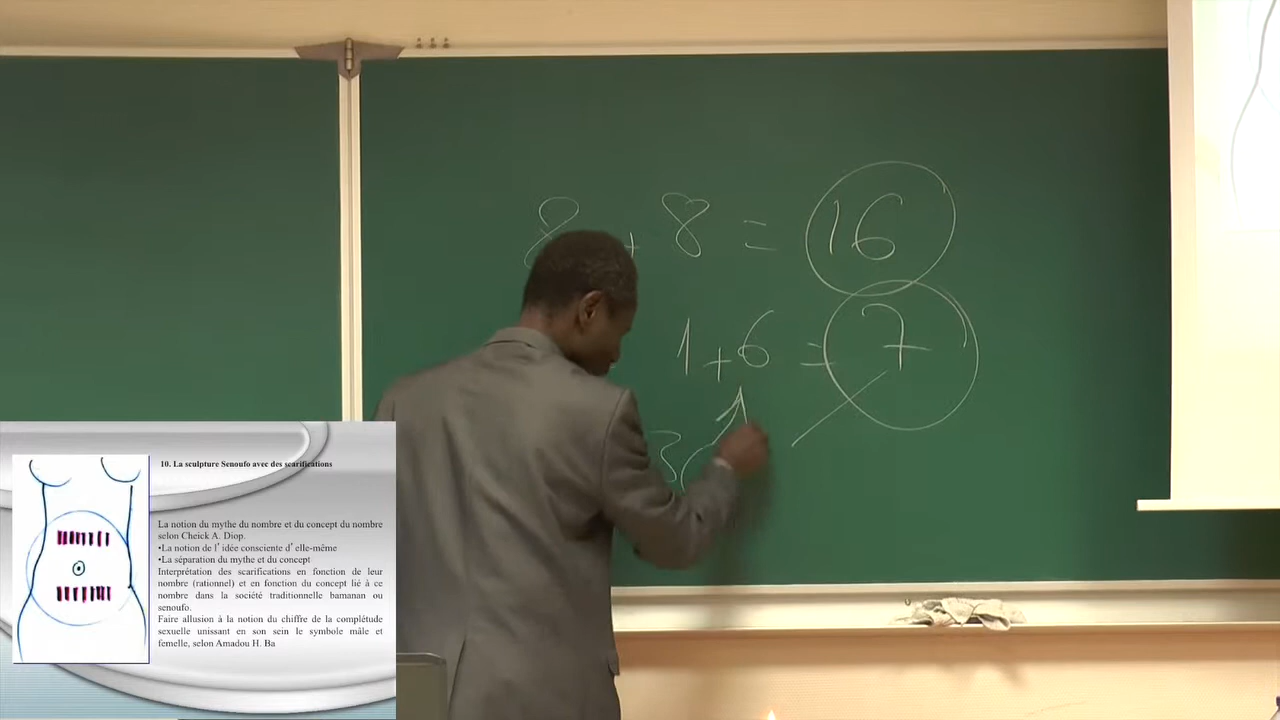 8 + 8 = 16
1 + 6 = 7
3
10. La sculpture Senoufo avec des scarifications
La notion du mythe du nombre et du concept du nombre
selon Cheick A. Diop.
•La notion de l’ idée consciente d’ elle-même
•La séparation du mythe et du concept
Interprétation des scarifications en fonction de leur
nombre (rationnel) et en fonction du concept lié à ce
nombre dans la société traditionnelle bamanan ou
senoufo.
Faire allusion à la notion du chiffre de la complétude
sexuelle unissant en son sein le symbole mâle et
femelle, selon Amadou H. Ba